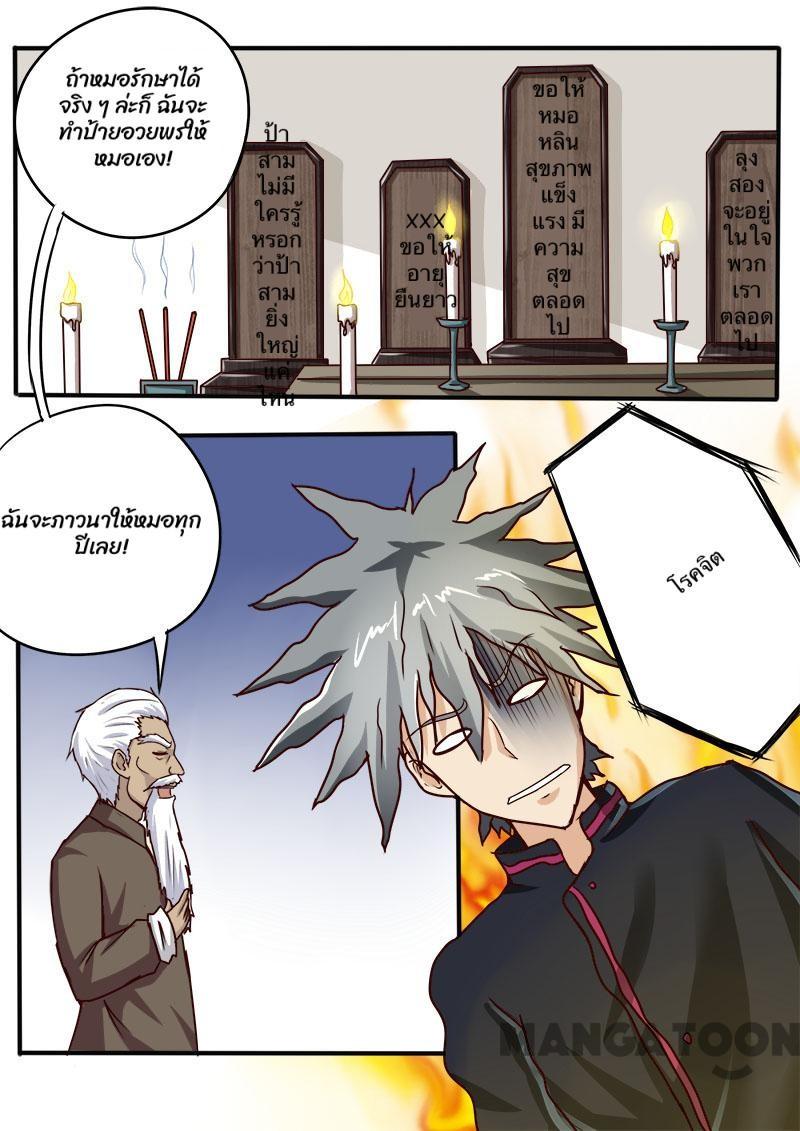 ถ้าหมอรักษาได้
จริง ๆ ล่ะก็ ฉันจะ
ทำป้ายอวยพรให้
หมอเอง!
ป้า
สาม
ไม่มี
ใครรู้
หรอก
ว่าป้า
สาม
ยิ่ง
ใหญ่
แค่
ไหน
XXX
ขอให้
อายุ
ยืนยาว
ขอให้
หมอ
หลิน
สุขภาพ
แข็ง
แรง มี
ความ
สุข
ตลอด
ไป
ลุง
สอง
จะอยู่
ในใจ
พวก
เรา
ตลอด
ไป
ฉันจะภาวนาให้หมอทุก
ปีเลย!
โรคจิต
MANGATOON